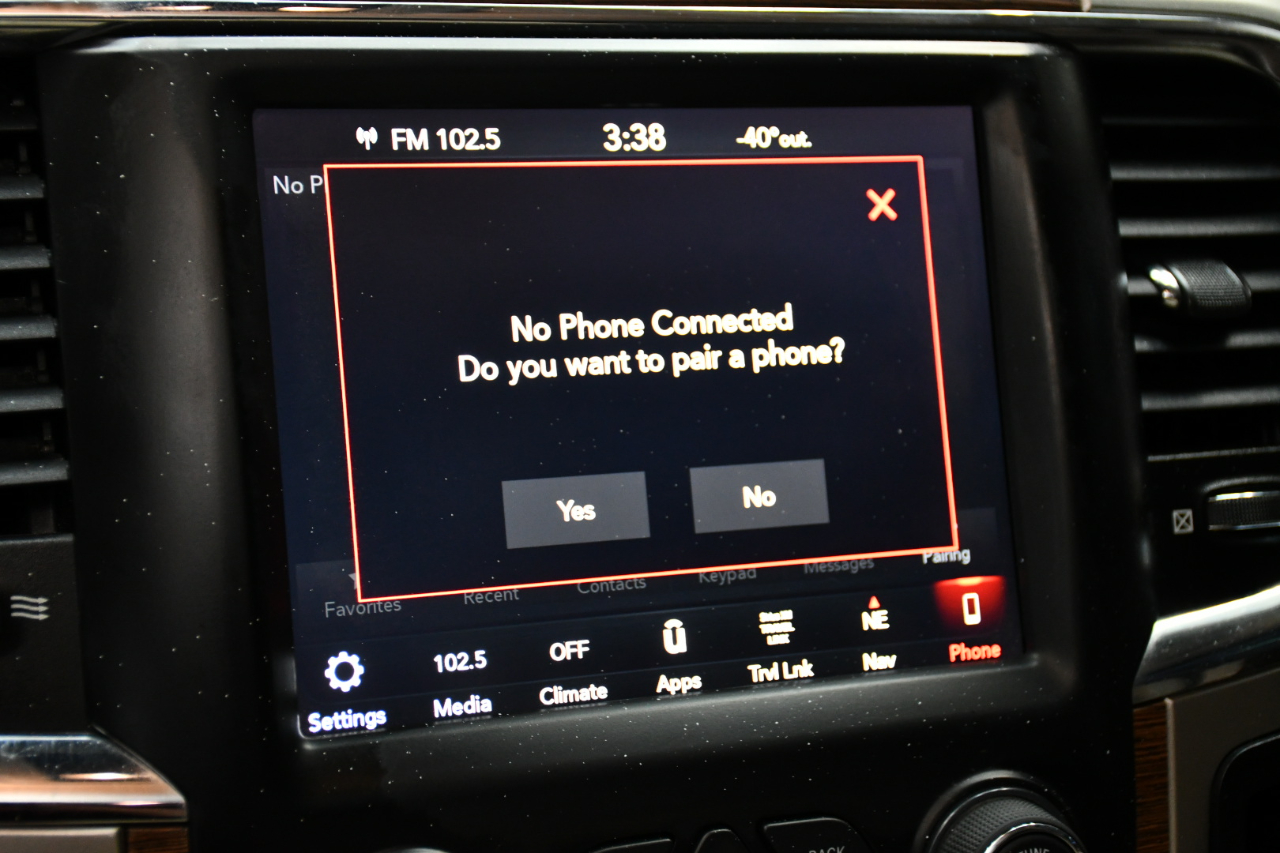 FM 102.5 3:38 -40° out.
No P
No Phone Connected
Do you want to pair a phone?
Yes No
Favorites Recent Contacts Keypad Messages Pairing
102.5 OFF NE
Settings Media Climate Apps Trvl Lnk Nav Phone
BACK